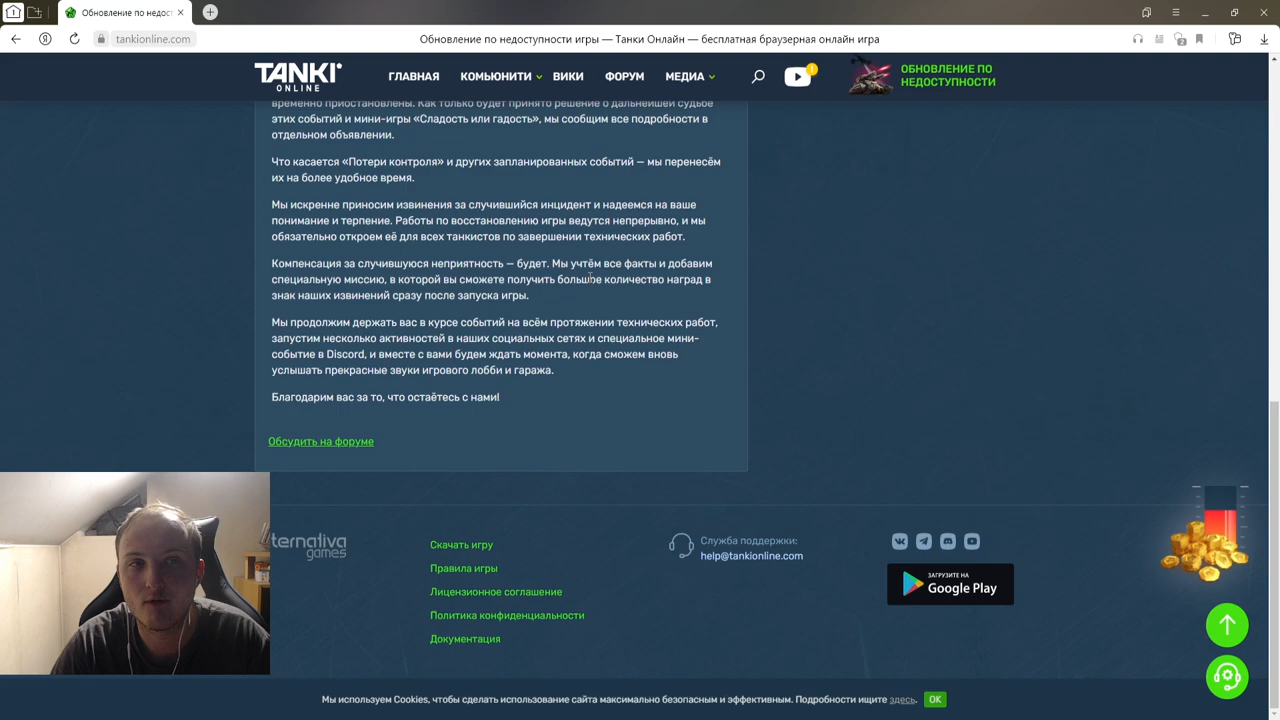 Обновление по недост
tankionline.com
Обновление по недоступности игры — Танки Онлайн — бесплатная браузерная онлайн игра
2
TANKI
ONLINE
ГЛАВНАЯ
КОМЬЮНИТИ
ВИКИ
ФОРУМ
МЕДИА
!
ОБНОВЛЕНИЕ ПО
НЕДОСТУПНОСТИ
временно приостановлены. Как только будет принято решение о дальнейшей судьбе
этих событий и мини-игры «Сладость или гадость», мы сообщим все подробности в
отдельном объявлении.
Что касается «Потери контроля» и других запланированных событий — мы перенесём
их на более удобное время.
Мы искренне приносим извинения за случившийся инцидент и надеемся на ваше
понимание и терпение. Работы по восстановлению игры ведутся непрерывно, и мы
обязательно откроем её для всех танкистов по завершении технических работ.
Компенсация за случившуюся неприятность — будет. Мы учтём все факты и добавим
специальную миссию, в которой вы сможете получить большое количество наград в
знак наших извинений сразу после запуска игры.
Мы продолжим держать вас в курсе событий на всём протяжении технических работ,
запустим несколько активностей в наших социальных сетях и специальное мини-
событие в Discord, и вместе с вами будем ждать момента, когда сможем вновь
услышать прекрасные звуки игрового лобби и гаража.
Благодарим вас за то, что остаётесь с нами!
Обсудить на форуме
ternativa
games
Скачать игру
Правила игры
Лицензионное соглашение
Политика конфиденциальности
Документация
Служба поддержки:
help@tankionline.com
ЗАГРУЗИТЕ НА
Google Play
Мы используем Cookies, чтобы сделать использование сайта максимально безопасным и эффективным. Подробности ищите здесь.
OK